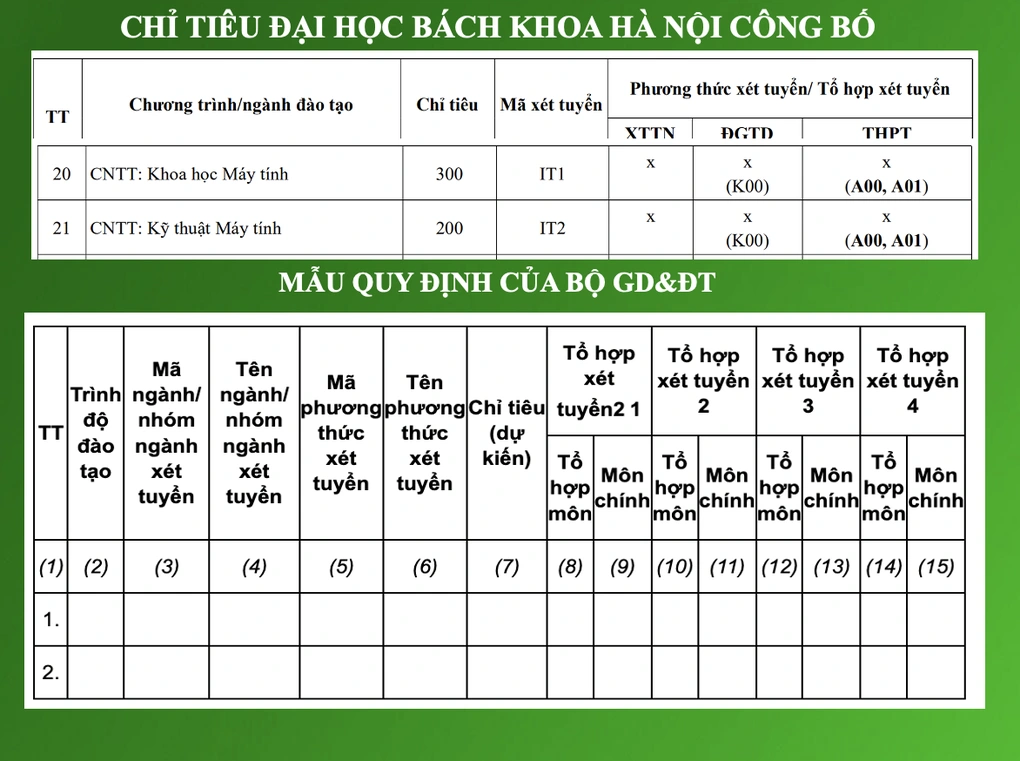 CHỈ TIÊU ĐẠI HỌC BÁCH KHOA HÀ NỘI CÔNG BỐ
TT Chương trình/ngành đào tạo Chỉ tiêu Mã xét tuyển Phương thức xét tuyển/ Tổ hợp xét tuyển
XTTN ĐGTD THPT
20 CNTT: Khoa học Máy tính 300 IT1 x x (K00) x (A00, A01)
21 CNTT: Kỹ thuật Máy tính 200 IT2 x x (K00) x (A00, A01)
MẪU QUY ĐỊNH CỦA BỘ GD&ĐT
TT
Trình
độ
đào
tạo
Mã
ngành/
nhóm
ngành
xét
tuyển
Tên
ngành/
nhóm
ngành
xét
tuyển
Mã
phương
thức
xét
tuyển
Tên
phương
thức
xét
tuyển
Chỉ tiêu
(dự
kiến)
Tổ hợp
xét
tuyển2 1
Tổ hợp
xét tuyển
2
Tổ hợp
xét tuyển
3
Tổ hợp
xét tuyển
4
Tổ
hợp
môn
Môn
chính
Tổ
hợp
môn
Môn
chính
Tổ
hợp
môn
Môn
chính
Tổ
hợp
môn
Môn
chính
(1) (2) (3) (4) (5) (6) (7) (8) (9) (10) (11) (12) (13) (14) (15)
1.
2.